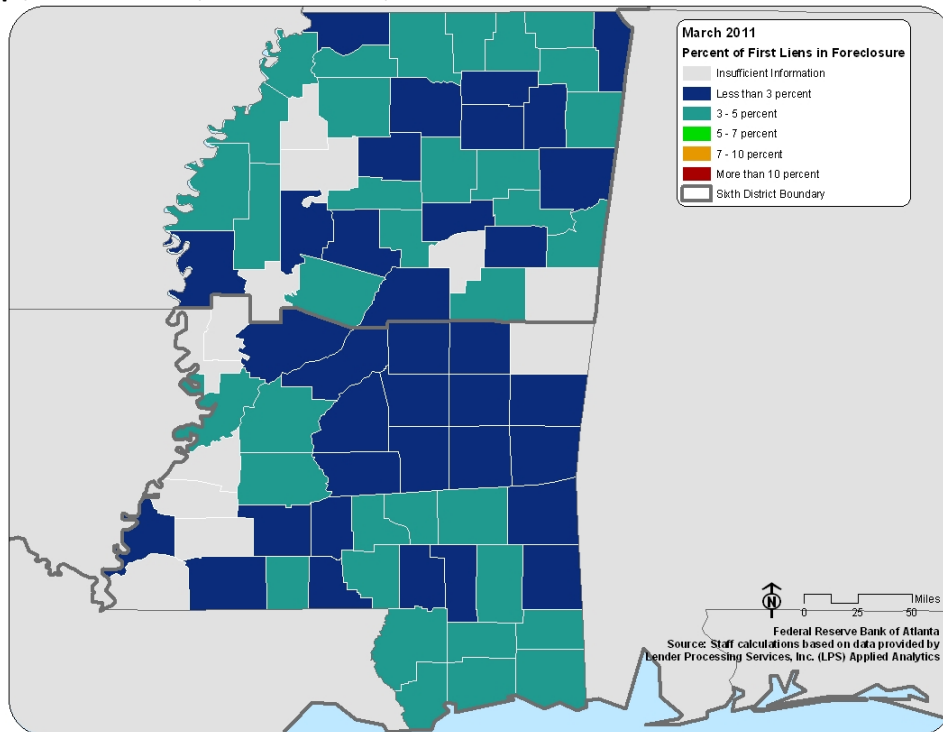 March 2011
Percent of First Liens in Foreclosure
Insufficient Information
Less than 3 percent
3 - 5 percent
5 - 7 percent
7 - 10 percent
More than 10 percent
Sixth District Boundary
N
Miles
0 25 50
Federal Reserve Bank of Atlanta
Source: Staff calculations based on data provided by
Lender Processing Services, Inc. (LPS) Applied Analytics